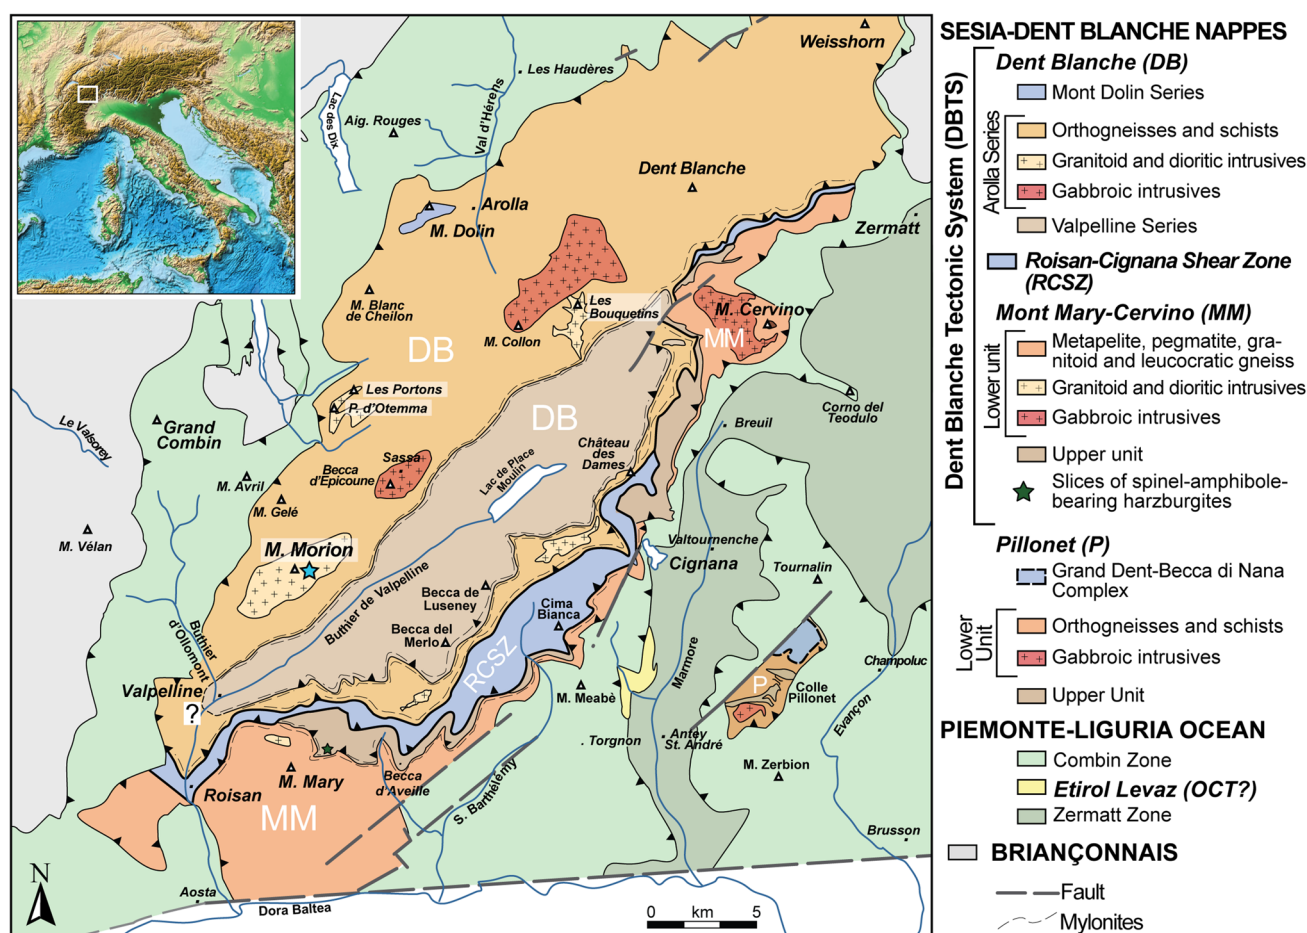 Weisshorn
Les Haudères
Lac des Dix
Aig. Rouges
Val d'Hérens
Dent Blanche
Arolla
M. Dolin
Zermatt
M. Blanc
de Cheilon
Les
Bouquetins
M. Collon
M. Cervino
MM
DB
Les Portons
P. d'Otemma
DB
Corno del
Teodulo
Grand
Combin
Le Valsorey
Breuil
Château
des
Dames
Sassa
Becca
d'Epicoune
Lac de Place
Moulin
M. Avril
M. Gelé
M. Vélan
M. Morion
Valtournenche
Cignana
Tournalin
Buthier de Valpelline
Becca de
Luseney
Cima
Bianca
Becca del
Merlo
Buthier
d'Ollomont
RCSZ
Marmore
Champoluc
Valpelline
?
M. Meabè
P
Colle
Pillonet
Evançon
Torgnon
Antey
St. André
M. Zerbion
M. Mary
Becca
d'Aveille
Roisan
S. Barthélémy
MM
Brusson
N
Aosta
Dora Baltea
0 km 5
SESIA-DENT BLANCHE NAPPES
Dent Blanche Tectonic System (DBTS)
Dent Blanche (DB)
Mont Dolin Series
Arolla Series
Orthogneisses and schists
Granitoid and dioritic intrusives
Gabbroic intrusives
Valpelline Series
Roisan-Cignana Shear Zone
(RCSZ)
Mont Mary-Cervino (MM)
Lower unit
Metapelite, pegmatite, gra-
nitoid and leucocratic gneiss
Granitoid and dioritic intrusives
Gabbroic intrusives
Upper unit
Slices of spinel-amphibole-
bearing harzburgites
Pillonet (P)
Grand Dent-Becca di Nana
Complex
Lower
Unit
Orthogneisses and schists
Gabbroic intrusives
Upper Unit
PIEMONTE-LIGURIA OCEAN
Combin Zone
Etirol Levaz (OCT?)
Zermatt Zone
BRIANÇONNAIS
Fault
Mylonites